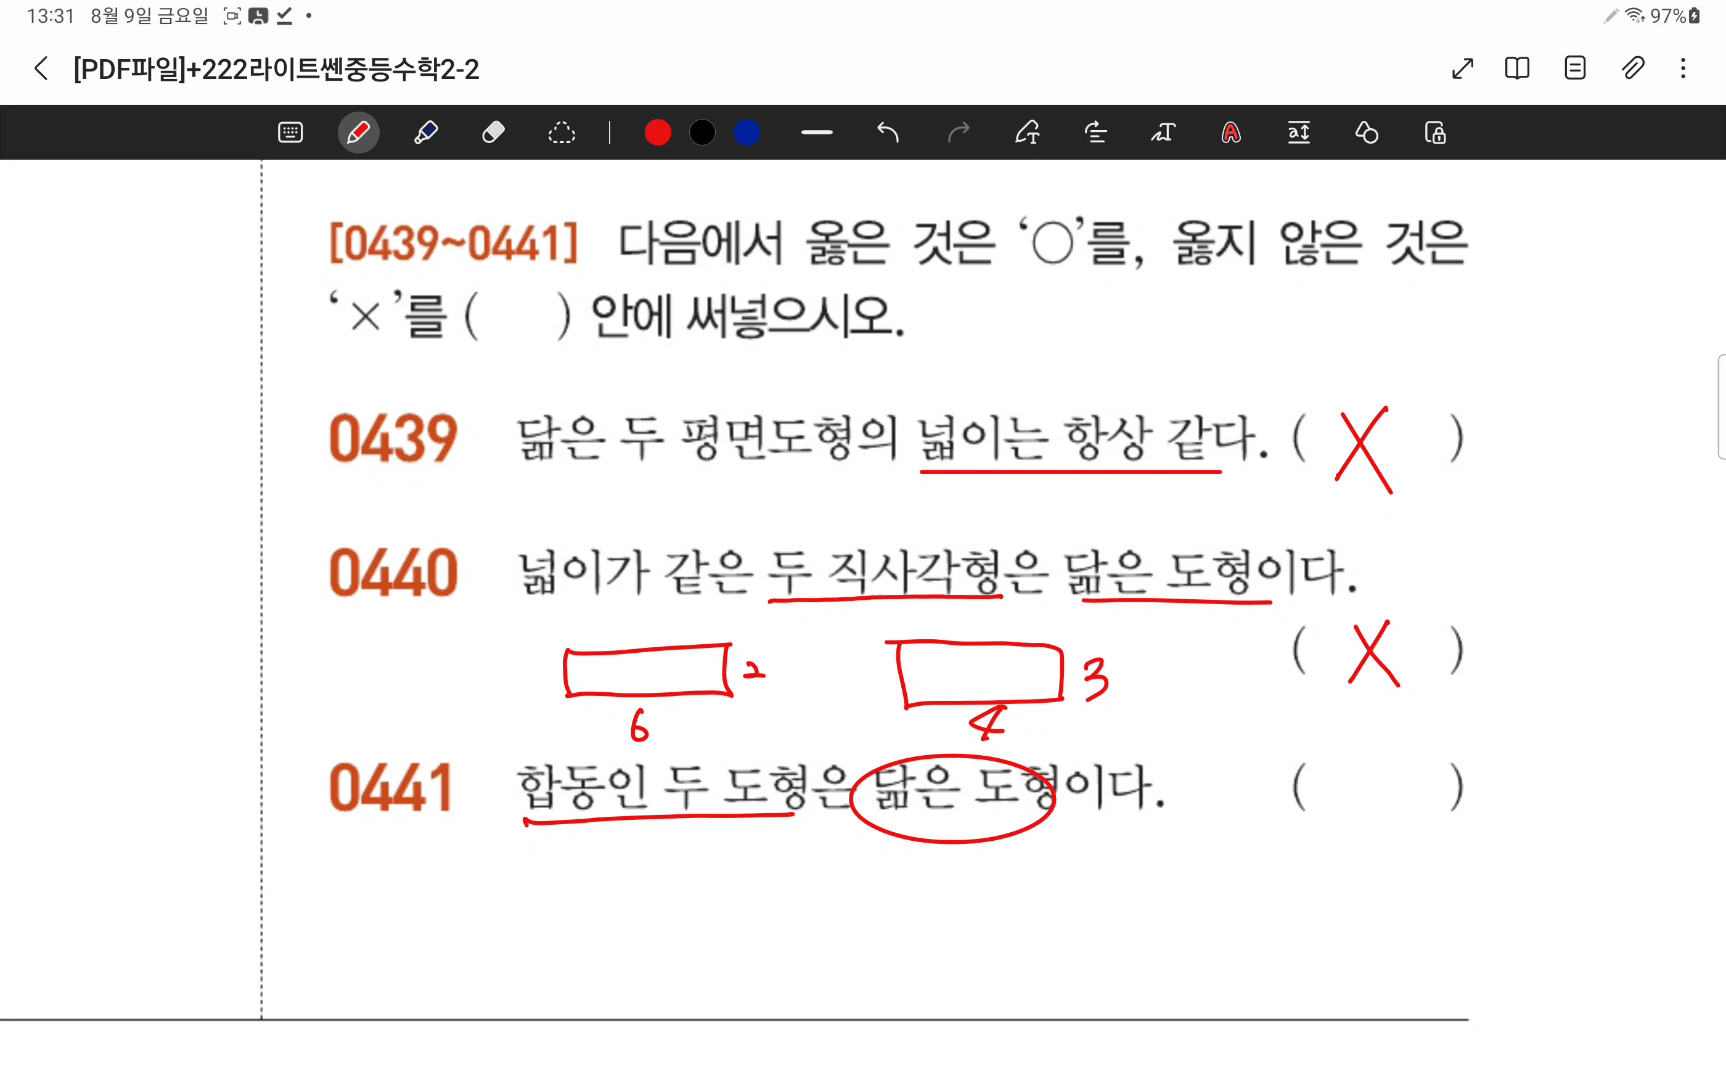 13:31 8월 9일 금요일 97%
[PDF파일]+222라이트쎈중등수학2-2
[0439~0441] 다음에서 옳은 것은 ‘○’를, 옳지 않은 것은
‘×’를 ( ) 안에 써넣으시오.
0439 닮은 두 평면도형의 넓이는 항상 같다. ( X )
0440 넓이가 같은 두 직사각형은 닮은 도형이다.
( X )
2 3
6 4
0441 합동인 두 도형은 닮은 도형이다. ( )